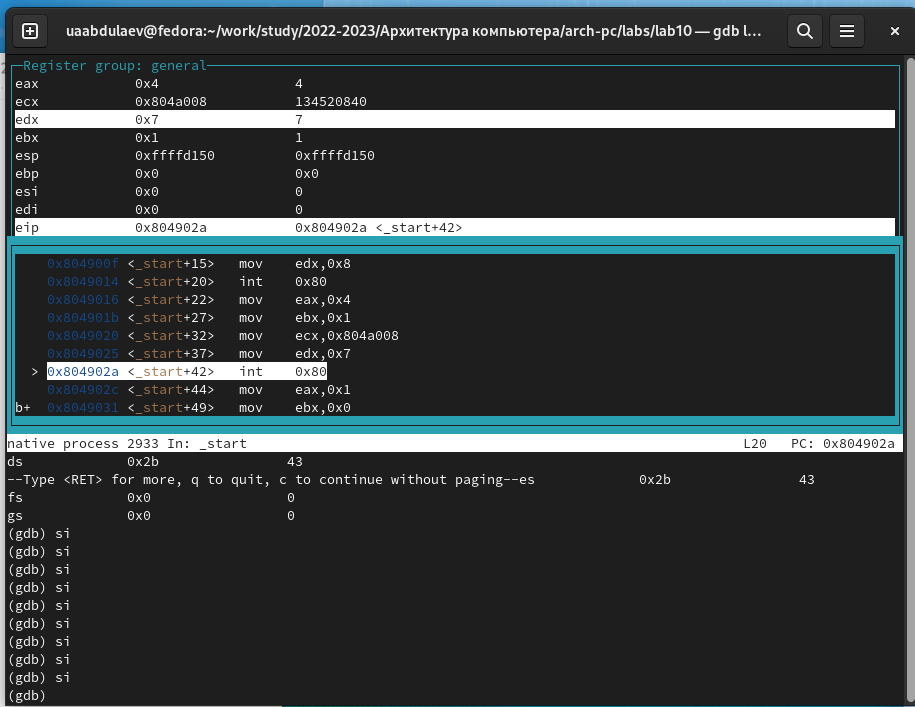 uaabdulaev@fedora:~/work/study/2022-2023/Архитектура компьютера/arch-pc/labs/lab10 — gdb l...
Register group: general
eax 0x4 4
ecx 0x804a008 134520840
edx 0x7 7
ebx 0x1 1
esp 0xffffd150 0xffffd150
ebp 0x0 0x0
esi 0x0 0
edi 0x0 0
eip 0x804902a 0x804902a <_start+42>
0x804900f <_start+15> mov edx,0x8
0x8049014 <_start+20> int 0x80
0x8049016 <_start+22> mov eax,0x4
0x804901b <_start+27> mov ebx,0x1
0x8049020 <_start+32> mov ecx,0x804a008
0x8049025 <_start+37> mov edx,0x7
> 0x804902a <_start+42> int 0x80
0x804902c <_start+44> mov eax,0x1
b+ 0x8049031 <_start+49> mov ebx,0x0
native process 2933 In: _start L20 PC: 0x804902a
ds 0x2b 43
--Type <RET> for more, q to quit, c to continue without paging--es 0x2b 43
fs 0x0 0
gs 0x0 0
(gdb) si
(gdb) si
(gdb) si
(gdb) si
(gdb) si
(gdb) si
(gdb) si
(gdb) si
(gdb) si
(gdb)